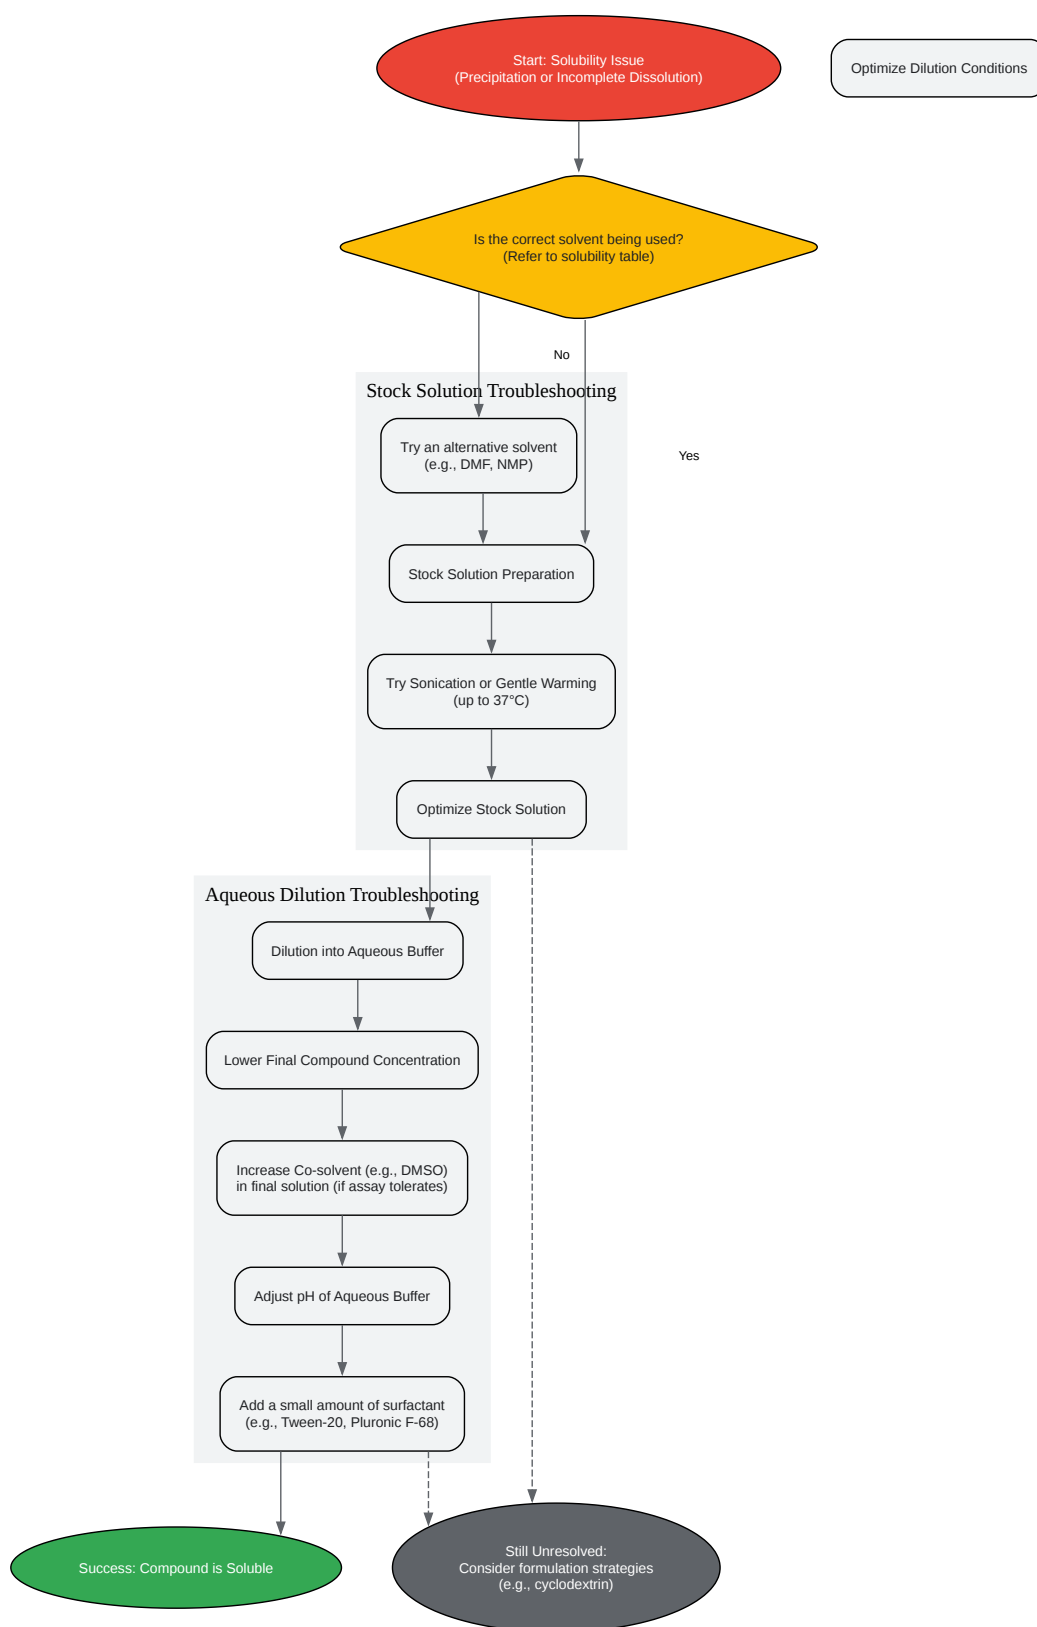 Start: Solubility Issue
(Precipitation or Incomplete Dissolution)
Optimize Dilution Conditions
Is the correct solvent being used?
(Refer to solubility table)
No
Stock Solution Troubleshooting
Try an alternative solvent
(e.g., DMF, NMP)
Yes
Stock Solution Preparation
Try Sonication or Gentle Warming
(up to 37°C)
Optimize Stock Solution
Aqueous Dilution Troubleshooting
Dilution into Aqueous Buffer
Lower Final Compound Concentration
Increase Co-solvent (e.g., DMSO)
in final solution (if assay tolerates)
Adjust pH of Aqueous Buffer
Add a small amount of surfactant
(e.g., Tween-20, Pluronic F-68)
Success: Compound is Soluble
Still Unresolved:
Consider formulation strategies
(e.g., cyclodextrin)